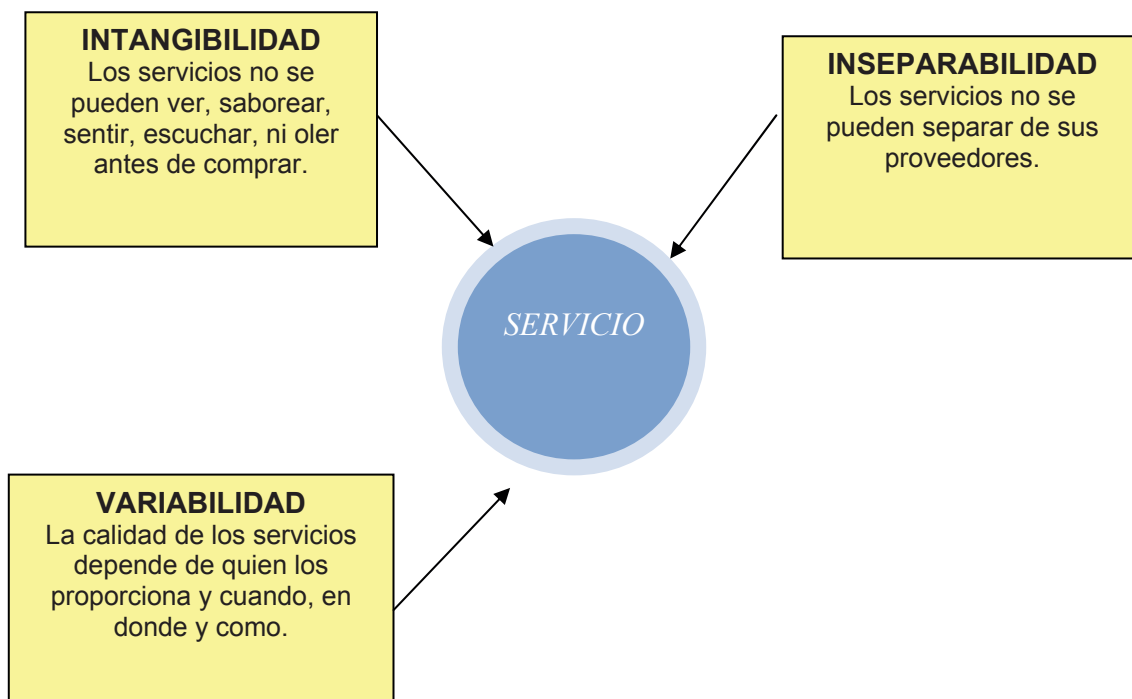 INTANGIBILIDAD
Los servicios no se
pueden ver, saborear,
sentir, escuchar, ni oler
antes de comprar.
INSEPARABILIDAD
Los servicios no se
pueden separar de sus
proveedores.
SERVICIO
VARIABILIDAD
La calidad de los servicios
depende de quien los
proporciona y cuando, en
donde y como.